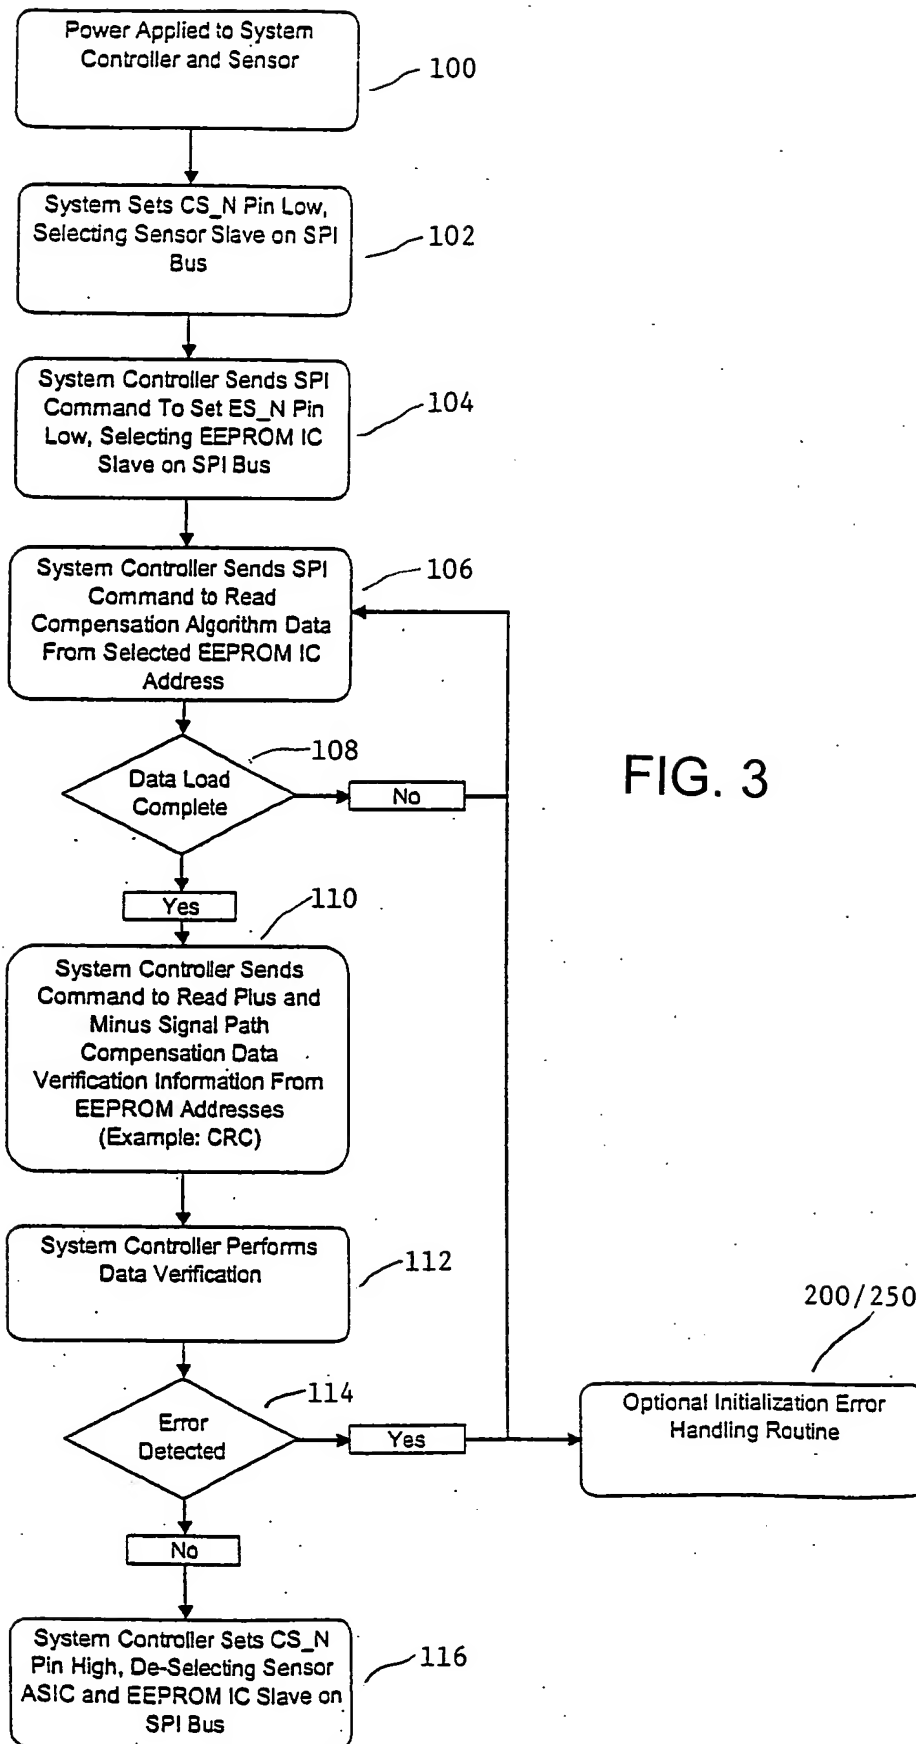 Power Applied to System
Controller and Sensor
100
System Sets CS_N Pin Low,
Selecting Sensor Slave on SPI
Bus
102
System Controller Sends SPI
Command To Set ES_N Pin
Low, Selecting EEPROM IC
Slave on SPI Bus
104
System Controller Sends SPI
Command to Read
Compensation Algorithm Data
From Selected EEPROM IC
Address
106
Data Load
Complete
108
No
FIG. 3
Yes
110
System Controller Sends
Command to Read Plus and
Minus Signal Path
Compensation Data
Verification Information From
EEPROM Addresses
(Example: CRC)
System Controller Performs
Data Verification
112
200/250
Error
Detected
114
Yes
Optional Initialization Error
Handling Routine
No
System Controller Sets CS_N
Pin High, De-Selecting Sensor
ASIC and EEPROM IC Slave on
SPI Bus
116